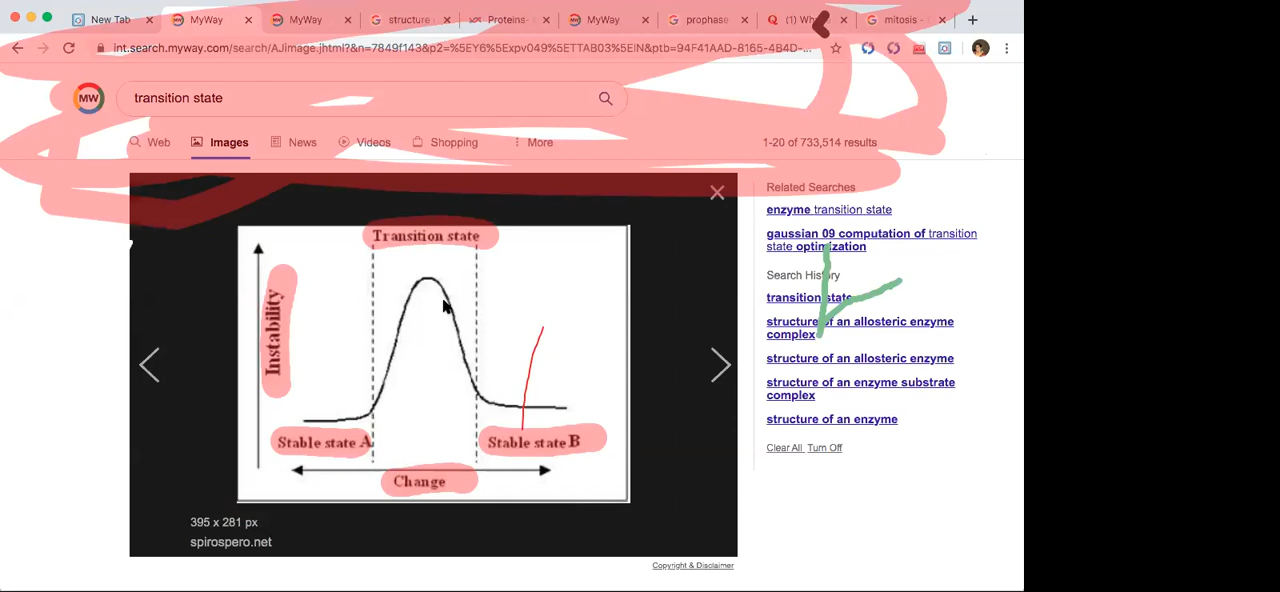 New Tab
MyWay
MyWay
structure
Proteins-
MyWay
prophase
(1) Wh
mitosis -
int.search.myway.com/search/AJimage.jhtml?&n=7849f143&p2=%5EY6%5Expv049%5ETTAB03%5EIN&ptb=94F41AAD-8165-4B4D-...
MW
transition state
Web
Images
News
Videos
Shopping
More
1-20 of 733,514 results
Transition state
Instability
Stable state A
Stable state B
Change
395 x 281 px
spirospero.net
Copyright & Disclaimer
Related Searches
enzyme transition state
gaussian 09 computation of transition
state optimization
Search History
transition state
structure of an allosteric enzyme
complex
structure of an allosteric enzyme
structure of an enzyme substrate
complex
structure of an enzyme
Clear All
Turn Off